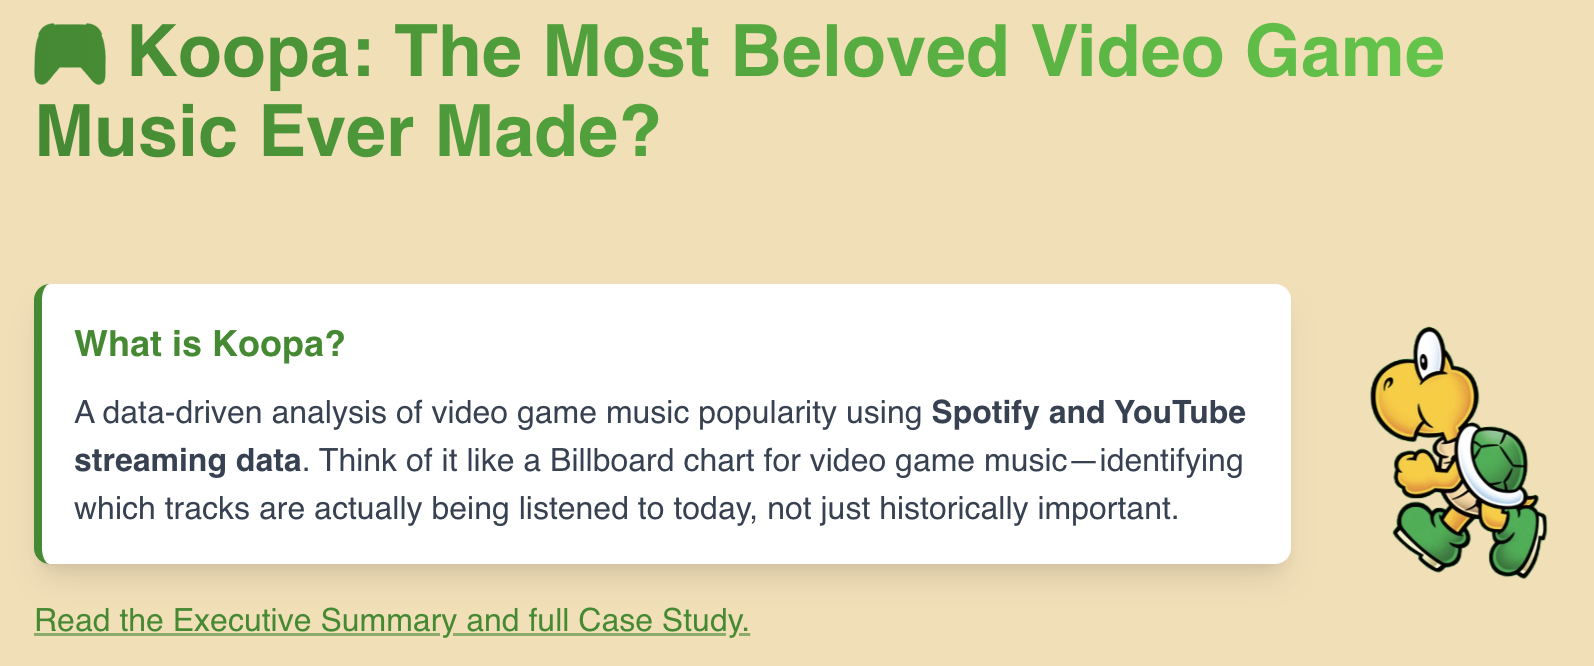 Koopa: The Most Beloved Video Game
Music Ever Made?
What is Koopa?
A data-driven analysis of video game music popularity using Spotify and YouTube
streaming data. Think of it like a Billboard chart for video game music—identifying
which tracks are actually being listened to today, not just historically important.
Read the Executive Summary and full Case Study.